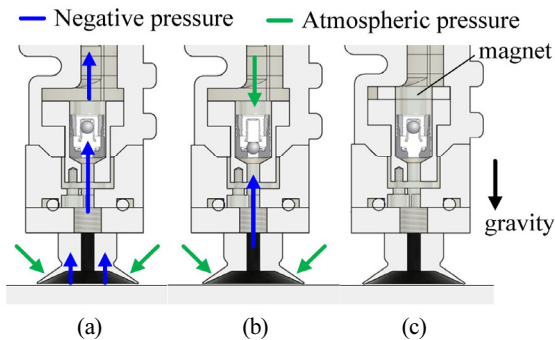 Negative pressure
Atmospheric pressure
magnet
gravity
(a)
(b)
(c)